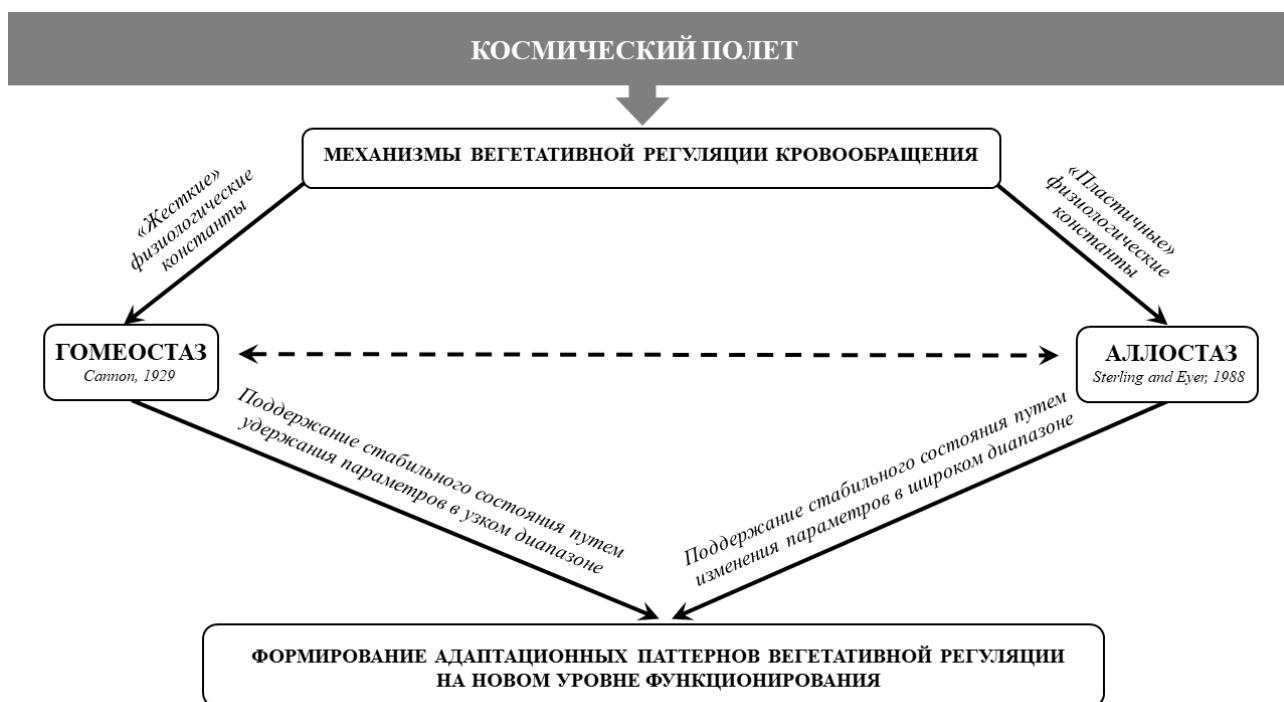 КОСМИЧЕСКИЙ ПОЛЕТ
МЕХАНИЗМЫ ВЕГЕТАТИВНОЙ РЕГУЛЯЦИИ КРОВООБРАЩЕНИЯ
«Жесткие»
физиологические
константы
«Пластичные»
физиологические
константы
ГОМЕОСТАЗ
Cannon, 1929
АЛЛОСТАЗ
Sterling and Eyer, 1988
Поддержание стабильного состояния путем
удержания параметров в узком диапазоне
Поддержание стабильного состояния путем
изменения параметров в широком диапазоне
ФОРМИРОВАНИЕ АДАПТАЦИОННЫХ ПАТТЕРНОВ ВЕГЕТАТИВНОЙ РЕГУЛЯЦИИ
НА НОВОМ УРОВНЕ ФУНКЦИОНИРОВАНИЯ